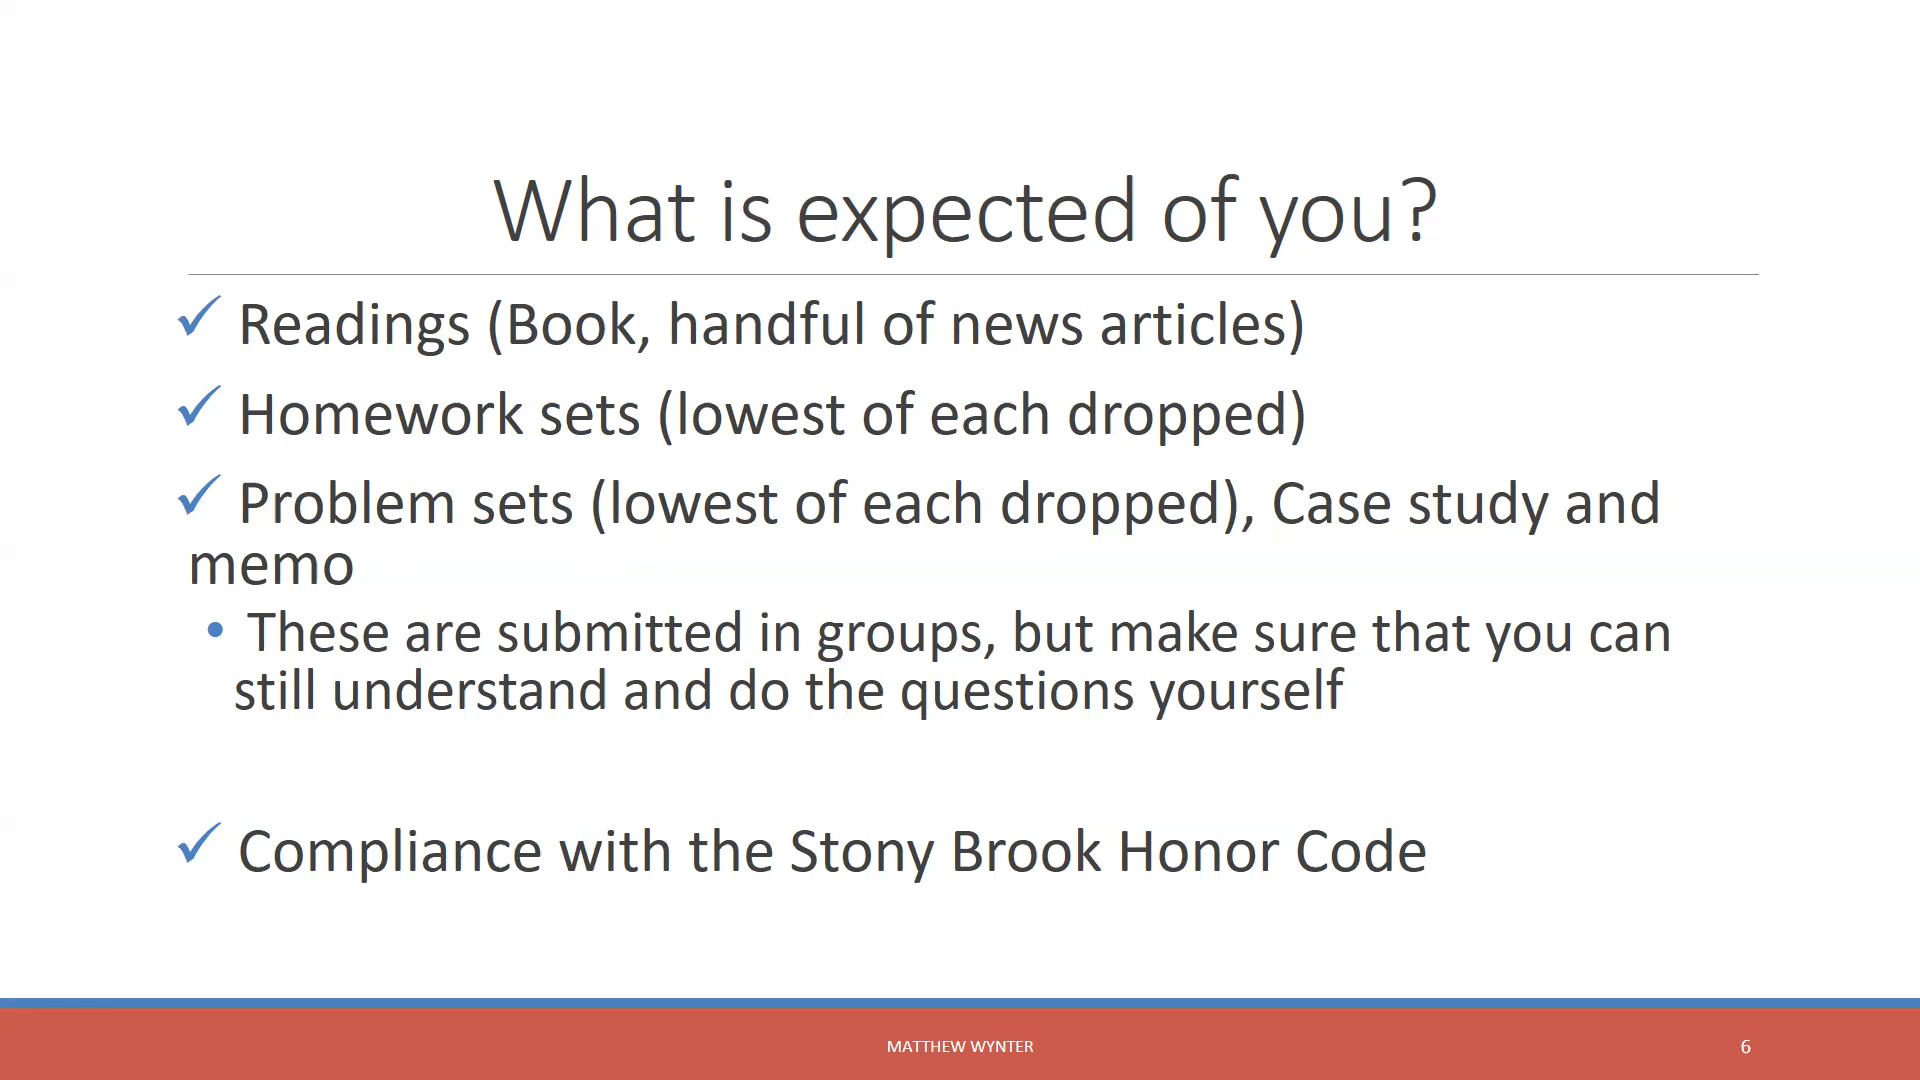 What is expected of you?
✓ Readings (Book, handful of news articles)
✓ Homework sets (lowest of each dropped)
✓ Problem sets (lowest of each dropped), Case study and
memo
• These are submitted in groups, but make sure that you can
still understand and do the questions yourself
✓ Compliance with the Stony Brook Honor Code
MATTHEW WYNTER
6